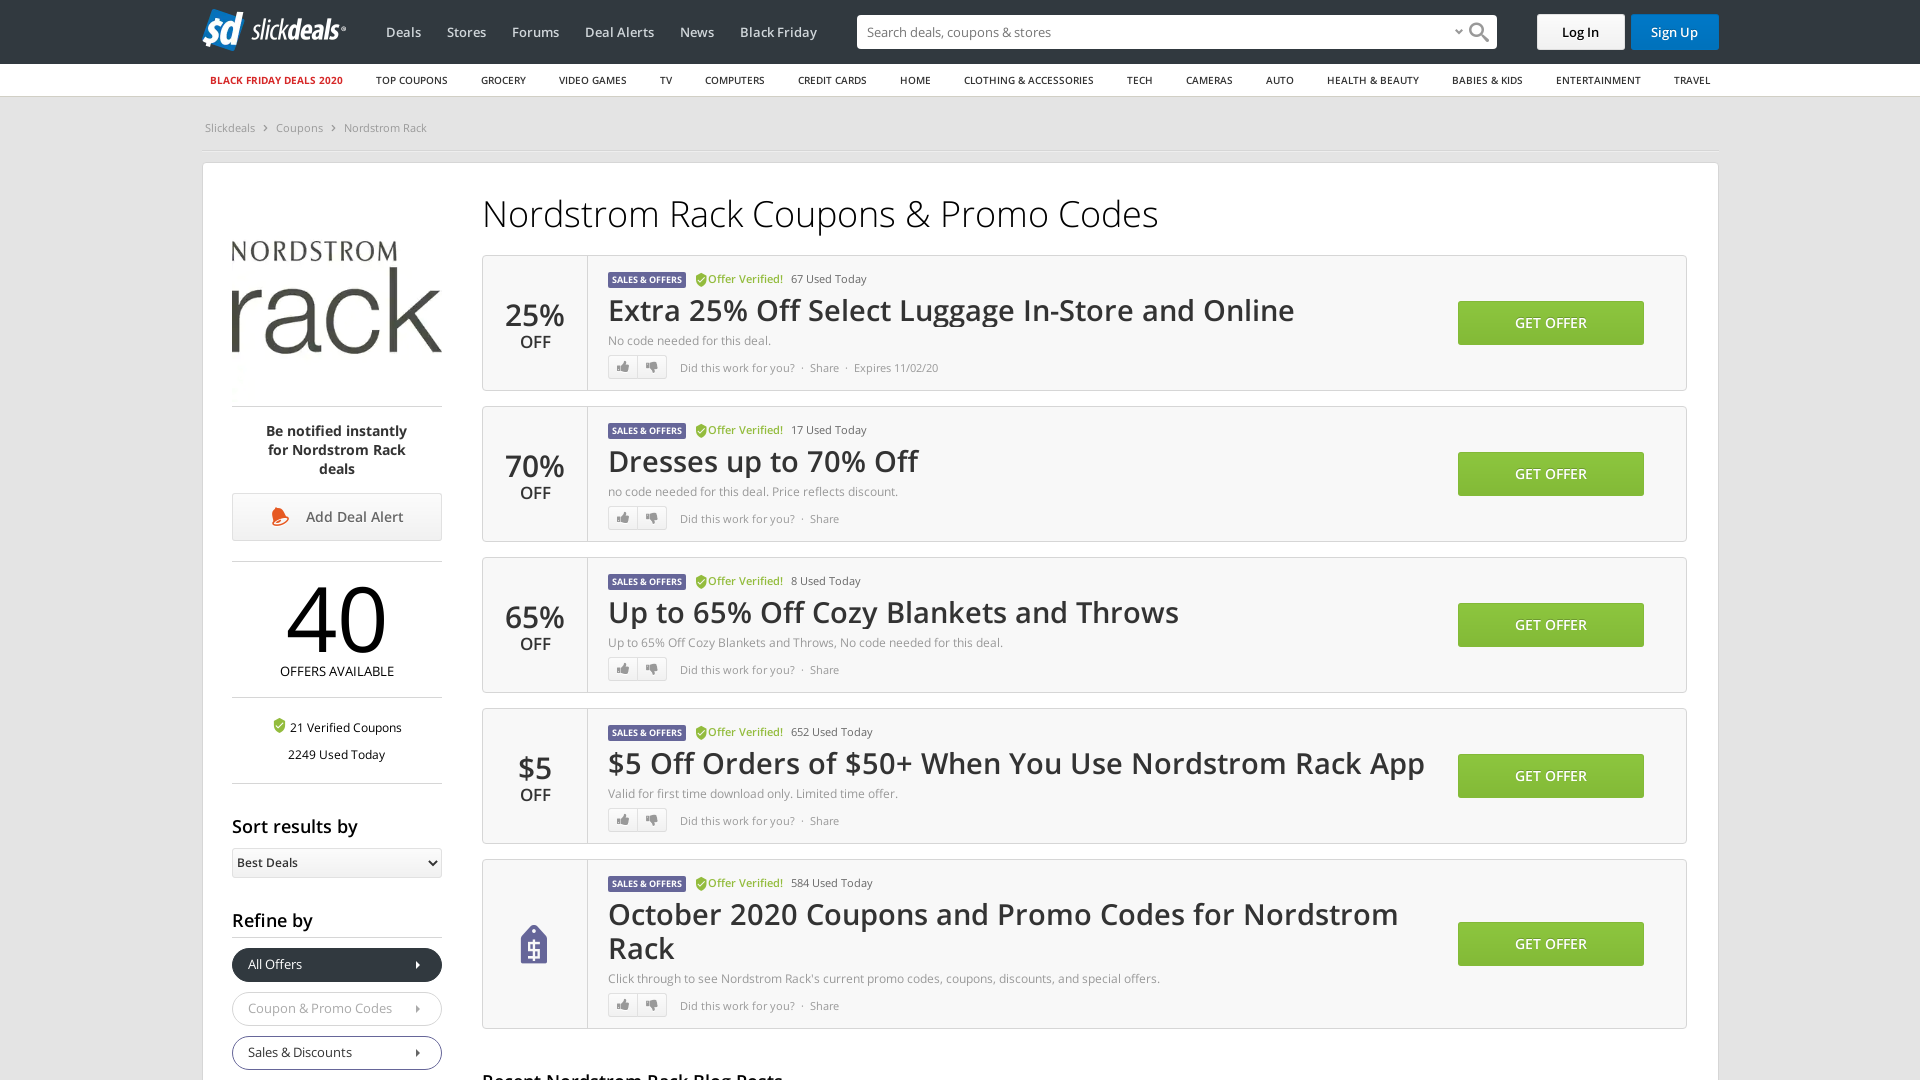 sd slickdeals
Deals Stores Forums Deal Alerts News Black Friday
Search deals, coupons & stores
Log In Sign Up
BLACK FRIDAY DEALS 2020 TOP COUPONS GROCERY VIDEO GAMES TV COMPUTERS CREDIT CARDS HOME CLOTHING & ACCESSORIES TECH CAMERAS AUTO HEALTH & BEAUTY BABIES & KIDS ENTERTAINMENT TRAVEL
Slickdeals > Coupons > Nordstrom Rack
NORDSTROM
rack
Be notified instantly
for Nordstrom Rack
deals
Add Deal Alert
40
OFFERS AVAILABLE
21 Verified Coupons
2249 Used Today
Sort results by
Best Deals
Refine by
All Offers
Coupon & Promo Codes
Sales & Discounts
Nordstrom Rack Coupons & Promo Codes
25%
OFF
SALES & OFFERS Offer Verified! 67 Used Today
Extra 25% Off Select Luggage In-Store and Online
No code needed for this deal.
Did this work for you? · Share · Expires 11/02/20
GET OFFER
70%
OFF
SALES & OFFERS Offer Verified! 17 Used Today
Dresses up to 70% Off
no code needed for this deal. Price reflects discount.
Did this work for you? · Share
GET OFFER
65%
OFF
SALES & OFFERS Offer Verified! 8 Used Today
Up to 65% Off Cozy Blankets and Throws
Up to 65% Off Cozy Blankets and Throws, No code needed for this deal.
Did this work for you? · Share
GET OFFER
$5
OFF
SALES & OFFERS Offer Verified! 652 Used Today
$5 Off Orders of $50+ When You Use Nordstrom Rack App
Valid for first time download only. Limited time offer.
Did this work for you? · Share
GET OFFER
$
SALES & OFFERS Offer Verified! 584 Used Today
October 2020 Coupons and Promo Codes for Nordstrom
Rack
Click through to see Nordstrom Rack's current promo codes, coupons, discounts, and special offers.
Did this work for you? · Share
GET OFFER
Recent Nordstrom Rack Blog Posts